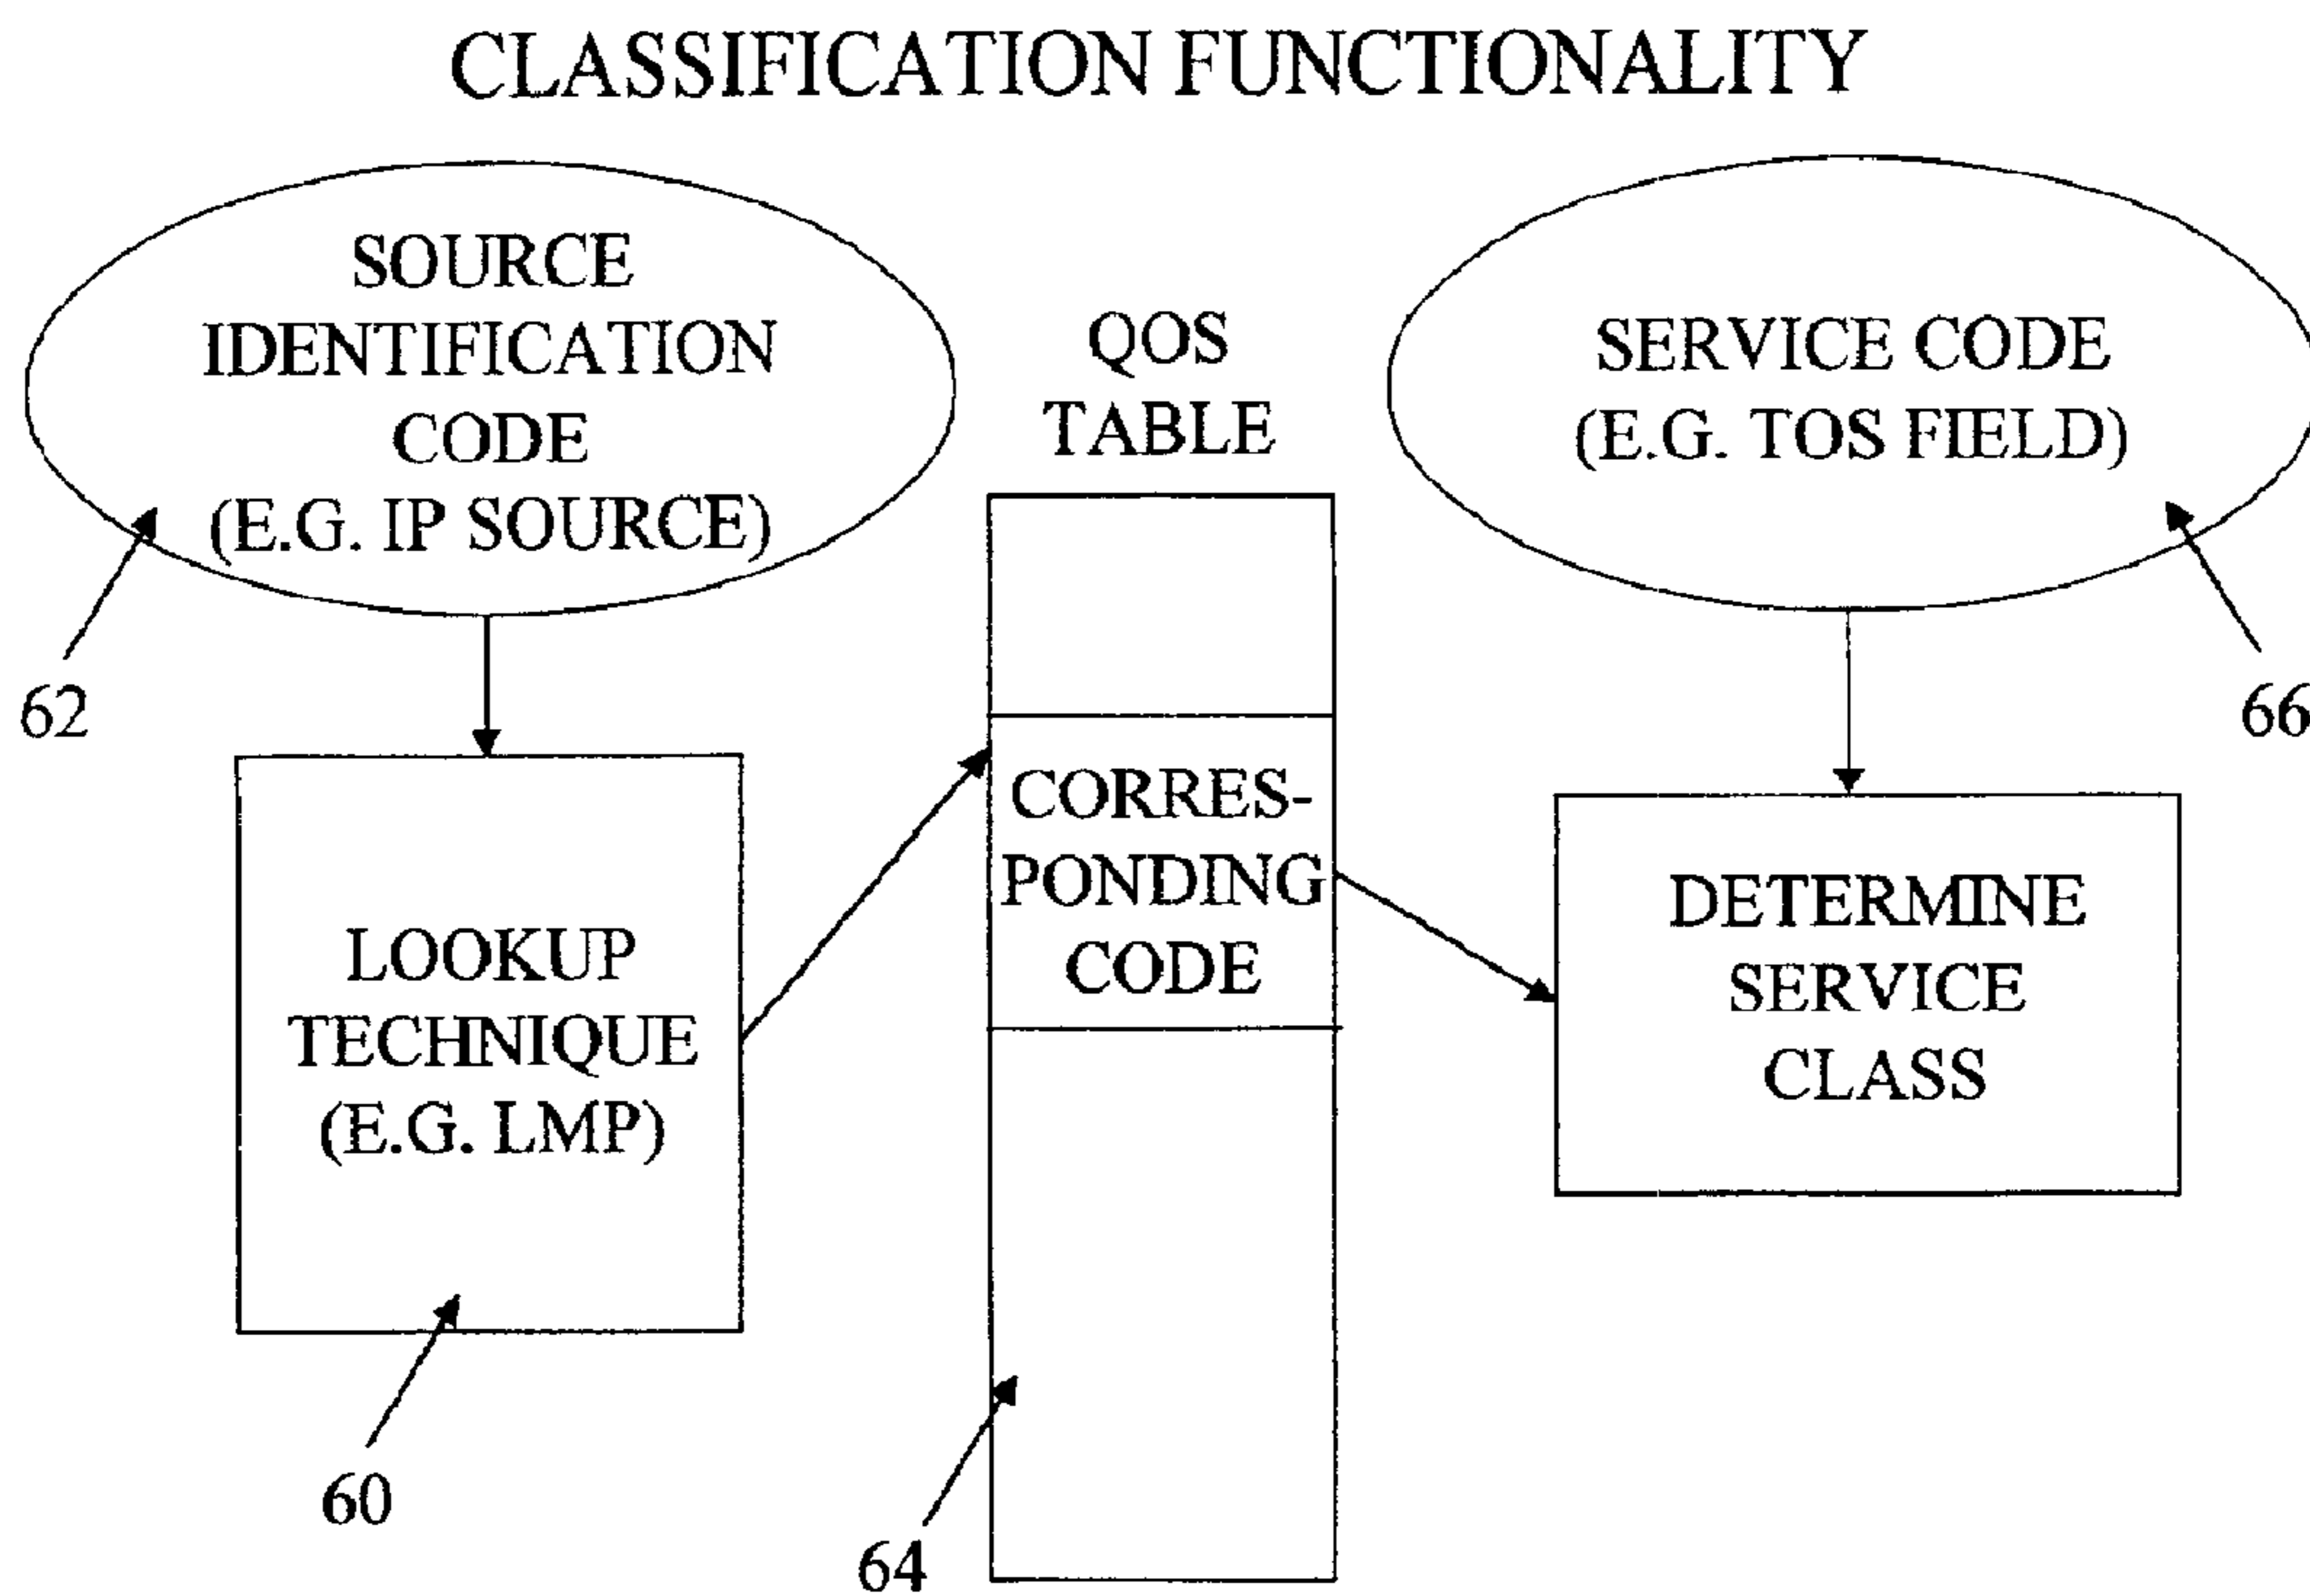 CLASSIFICATION FUNCTIONALITY
SOURCE
IDENTIFICATION
CODE
(E.G. IP SOURCE)
62
LOOKUP
TECHNIQUE
(E.G. LMP)
60
QOS
TABLE
CORRES-
PONDING
CODE
64
SERVICE CODE
(E.G. TOS FIELD)
66
DETERMINE
SERVICE
CLASS